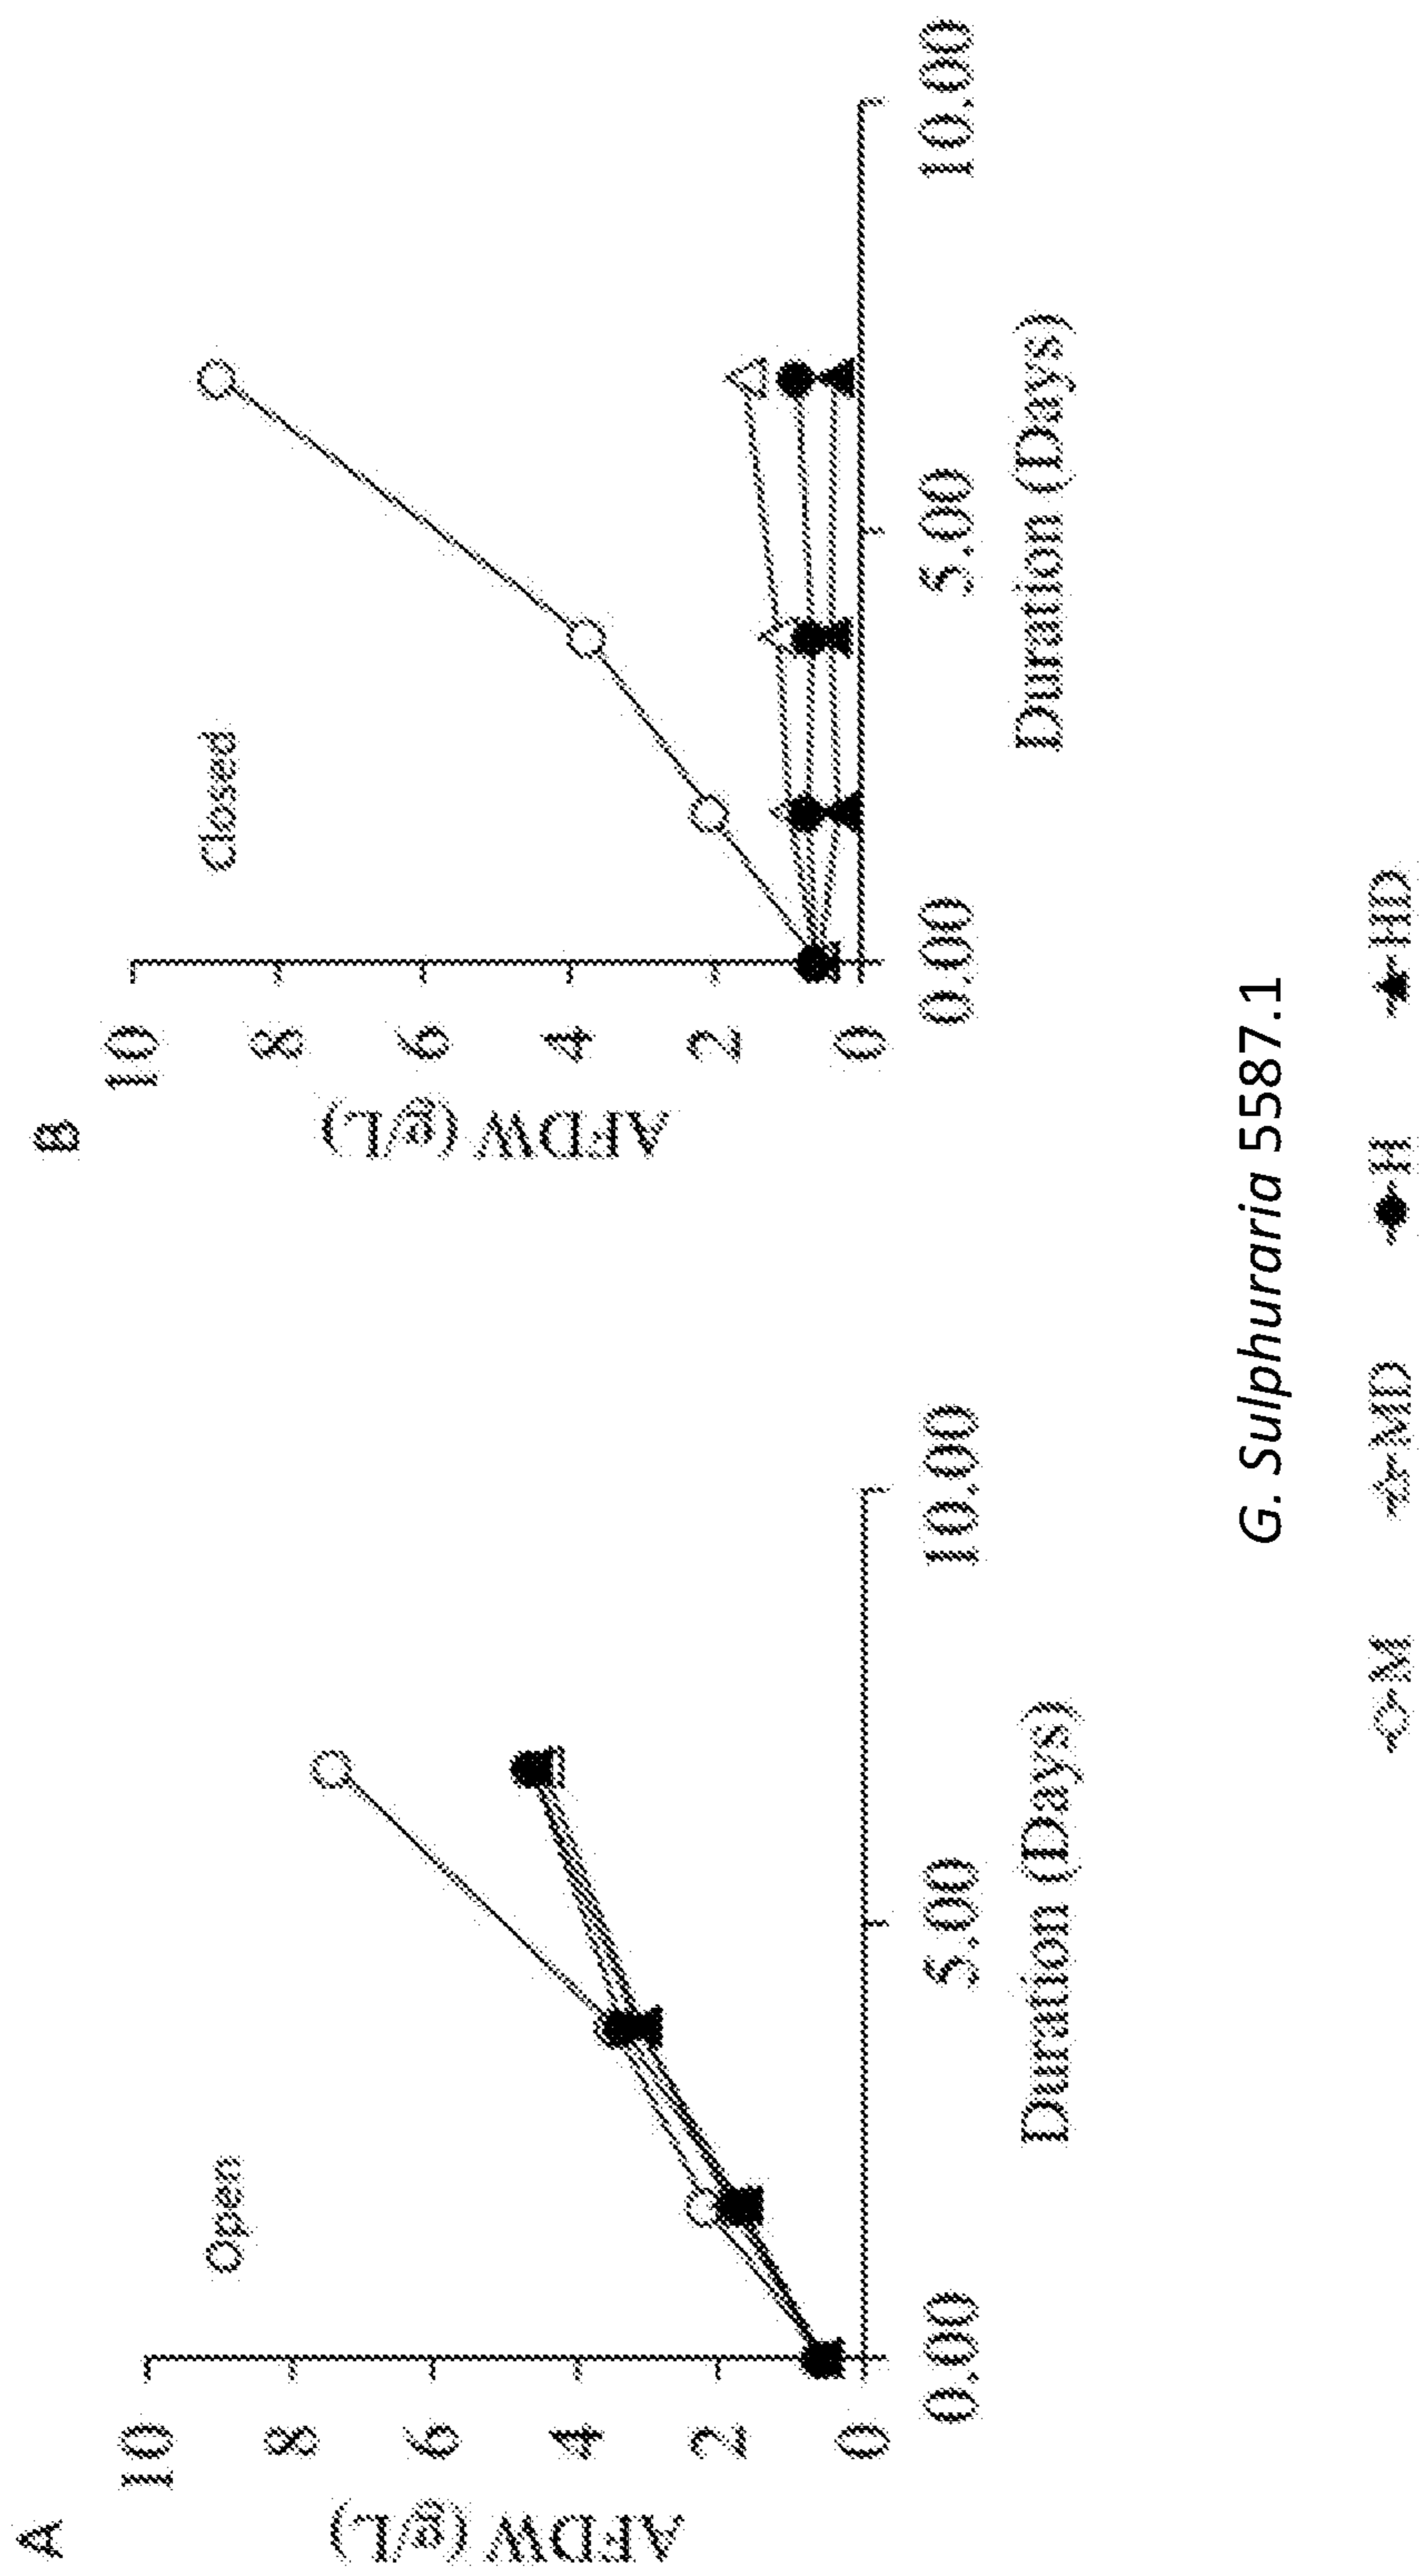 A
Open
AFDW (g/L)
10
8
6
4
2
0
0.00
5.00
10.00
Duration (Days)
B
Closed
AFDW (g/L)
10
8
6
4
2
0
0.00
5.00
10.00
Duration (Days)
G. Sulphuraria 5587.1
M MD H HD